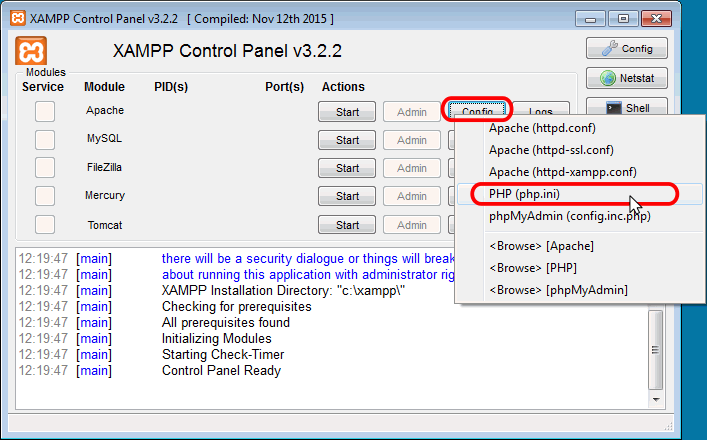 XAMPP Control Panel v3.2.2 [ Compiled: Nov 12th 2015 ]
XAMPP Control Panel v3.2.2
Config
Modules
Service Module PID(s) Port(s) Actions
Netstat
Apache Start Admin Config Logs
Shell
MySQL Start Admin
FileZilla Start Admin
Mercury Start Admin
Tomcat Start Admin
Apache (httpd.conf)
Apache (httpd-ssl.conf)
Apache (httpd-xampp.conf)
PHP (php.ini)
phpMyAdmin (config.inc.php)
<Browse> [Apache]
<Browse> [PHP]
<Browse> [phpMyAdmin]
12:19:47 [main] there will be a security dialogue or things will break
12:19:47 [main] about running this application with administrator
12:19:47 [main] XAMPP Installation Directory: "c:\xampp\"
12:19:47 [main] Checking for prerequisites
12:19:47 [main] All prerequisites found
12:19:47 [main] Initializing Modules
12:19:47 [main] Starting Check-Timer
12:19:47 [main] Control Panel Ready